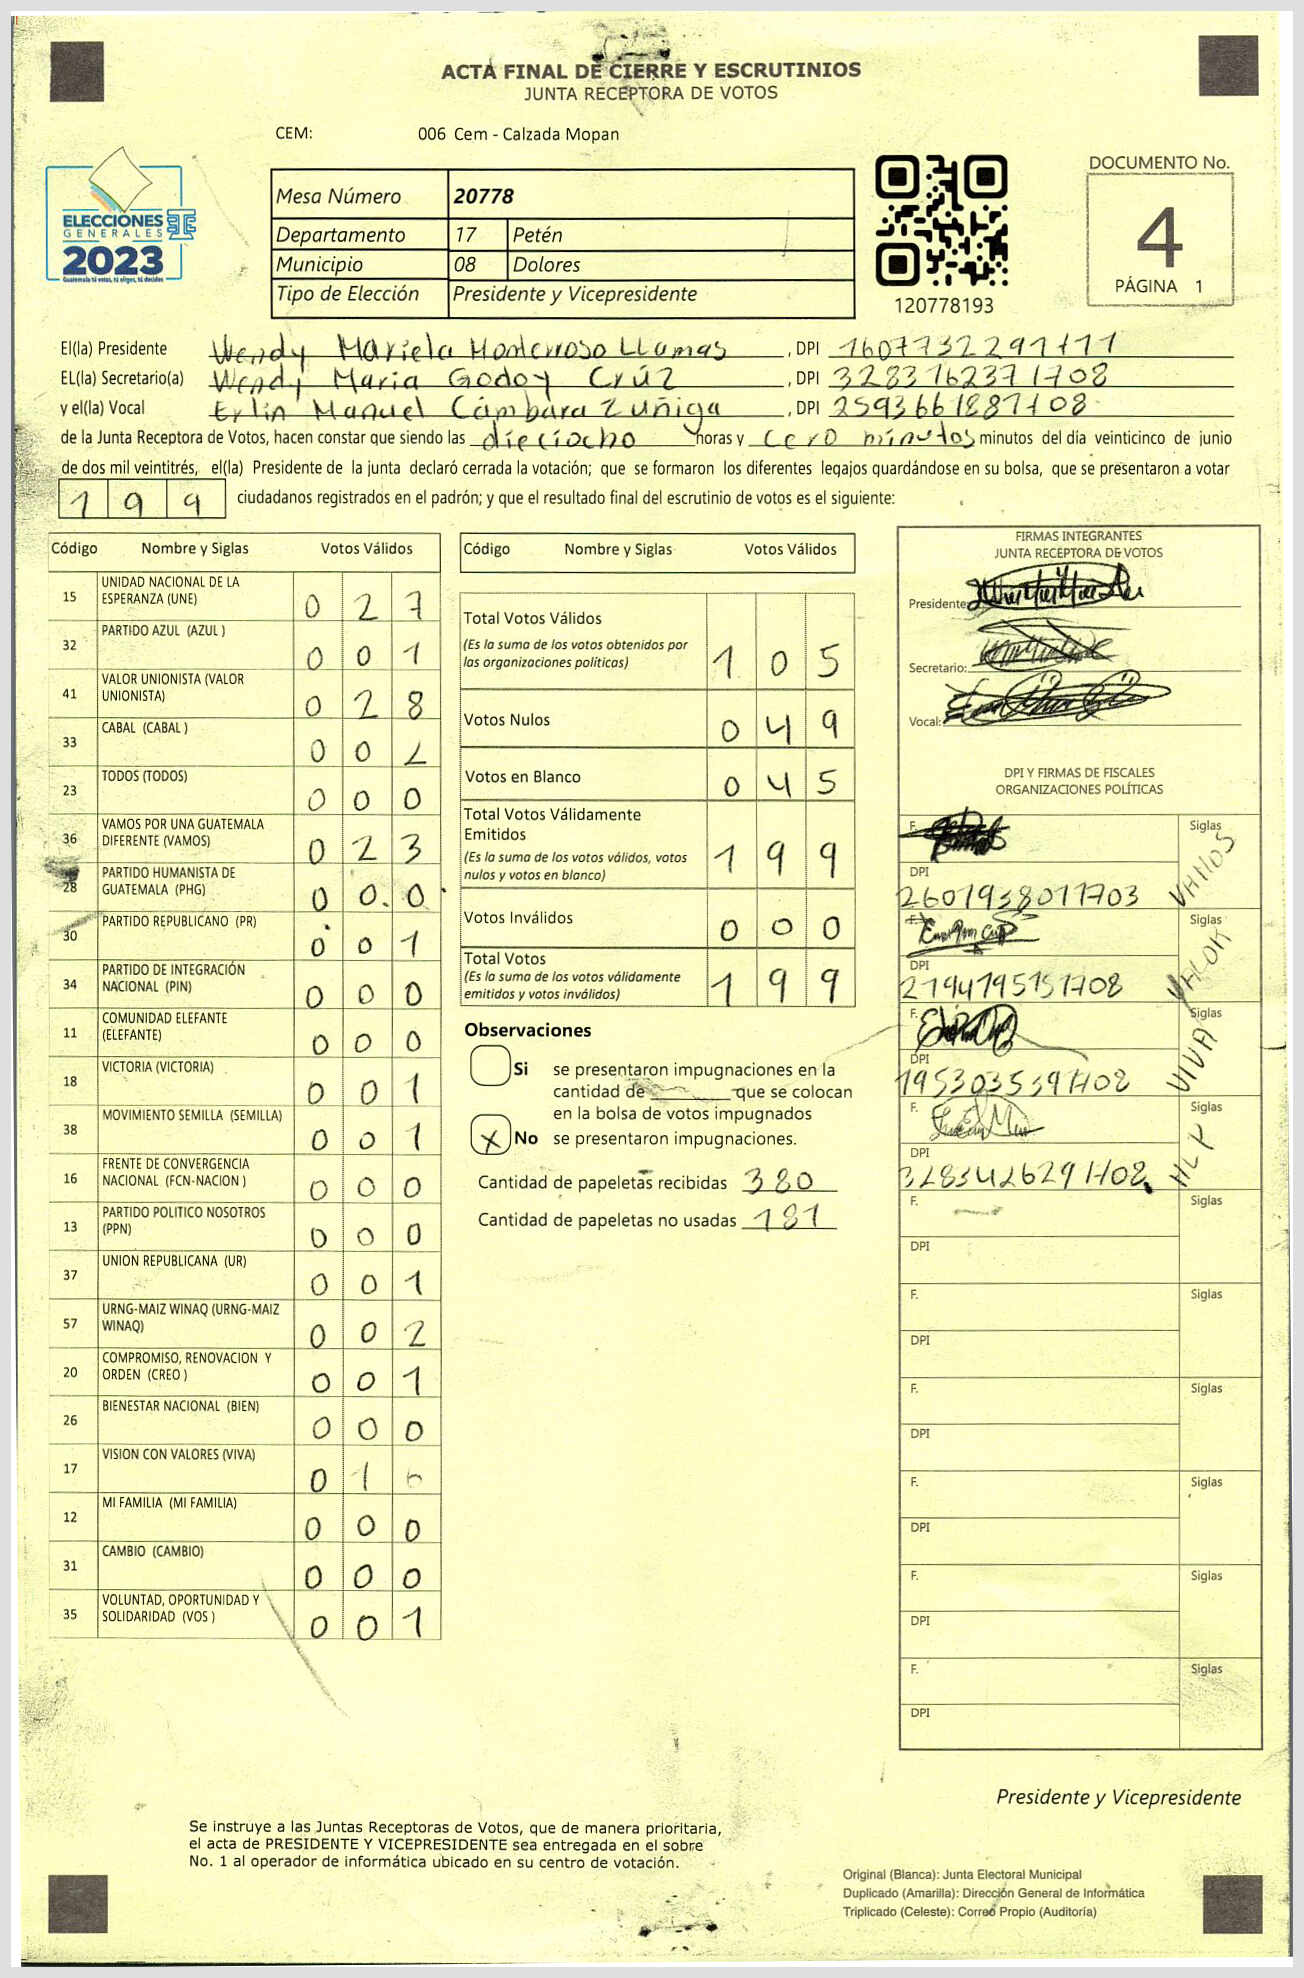 ACTA FINAL DE CIERRE Y ESCRUTINIOS
JUNTA RECEPTORA DE VOTOS
CEM: 006 Cem - Calzada Mopan
ELECCIONES
GENERALES
2023
Guatemala tú votas, tú eliges, tú decides
Mesa Número 20778
Departamento 17 Petén
Municipio 08 Dolores
Tipo de Elección Presidente y Vicepresidente
120778193
DOCUMENTO No.
4
PÁGINA 1
El(la) Presidente Wendy Mariela Monterroso LLamas , DPI 1607732291711
EL(la) Secretario(a) Wendy Maria Godoy Crúz , DPI 3283162371708
y el(la) Vocal Erlin Manuel Cámbara Zuñiga , DPI 2593661881708
de la Junta Receptora de Votos, hacen constar que siendo las dieciocho horas y cero minutos minutos del día veinticinco de junio
de dos mil veintitrés, el(la) Presidente de la junta declaró cerrada la votación; que se formaron los diferentes legajos quardándose en su bolsa, que se presentaron a votar
199 ciudadanos registrados en el padrón; y que el resultado final del escrutinio de votos es el siguiente:
Código Nombre y Siglas Votos Válidos
15 UNIDAD NACIONAL DE LA ESPERANZA (UNE) 0 2 7
32 PARTIDO AZUL (AZUL ) 0 0 1
41 VALOR UNIONISTA (VALOR UNIONISTA) 0 2 8
33 CABAL (CABAL ) 0 0 2
23 TODOS (TODOS) 0 0 0
36 VAMOS POR UNA GUATEMALA DIFERENTE (VAMOS) 0 2 3
28 PARTIDO HUMANISTA DE GUATEMALA (PHG) 0 0 0
30 PARTIDO REPUBLICANO (PR) 0 0 1
34 PARTIDO DE INTEGRACIÓN NACIONAL (PIN) 0 0 0
11 COMUNIDAD ELEFANTE (ELEFANTE) 0 0 0
18 VICTORIA (VICTORIA) 0 0 1
38 MOVIMIENTO SEMILLA (SEMILLA) 0 0 1
16 FRENTE DE CONVERGENCIA NACIONAL (FCN-NACION ) 0 0 0
13 PARTIDO POLITICO NOSOTROS (PPN) 0 0 0
37 UNION REPUBLICANA (UR) 0 0 1
57 URNG-MAIZ WINAQ (URNG-MAIZ WINAQ) 0 0 2
20 COMPROMISO, RENOVACION Y ORDEN (CREO ) 0 0 1
26 BIENESTAR NACIONAL (BIEN) 0 0 0
17 VISION CON VALORES (VIVA) 0 1 6
12 MI FAMILIA (MI FAMILIA) 0 0 0
31 CAMBIO (CAMBIO) 0 0 0
35 VOLUNTAD, OPORTUNIDAD Y SOLIDARIDAD (VOS ) 0 0 1
Código Nombre y Siglas Votos Válidos
Total Votos Válidos
(Es la suma de los votos obtenidos por
las organizaciones políticas) 1 0 5
Votos Nulos 0 4 9
Votos en Blanco 0 4 5
Total Votos Válidamente
Emitidos
(Es la suma de los votos válidos, votos
nulos y votos en blanco) 1 9 9
Votos Inválidos 0 0 0
Total Votos
(Es la suma de los votos válidamente
emitidos y votos inválidos) 1 9 9
Observaciones
Si se presentaron impugnaciones en la
cantidad de que se colocan
en la bolsa de votos impugnados
X No se presentaron impugnaciones.
Cantidad de papeletas recibidas 380
Cantidad de papeletas no usadas 181
FIRMAS INTEGRANTES
JUNTA RECEPTORA DE VOTOS
Presidente:
Secretario:
Vocal:
DPI Y FIRMAS DE FISCALES
ORGANIZACIONES POLÍTICAS
F. Siglas VAMOS
DPI
2601938011703
F. Siglas VALOR
DPI
2194195151708
F. Siglas VIVA
DPI
1953035391708
F. Siglas MLP
DPI
3283426291708
F. Siglas
DPI
F. Siglas
DPI
F. Siglas
DPI
F. Siglas
DPI
F. Siglas
DPI
F. Siglas
DPI
Presidente y Vicepresidente
Se instruye a las Juntas Receptoras de Votos, que de manera prioritaria,
el acta de PRESIDENTE Y VICEPRESIDENTE sea entregada en el sobre
No. 1 al operador de informática ubicado en su centro de votación.
Original (Blanca): Junta Electoral Municipal
Duplicado (Amarilla): Dirección General de Informática
Triplicado (Celeste): Correo Propio (Auditoría)